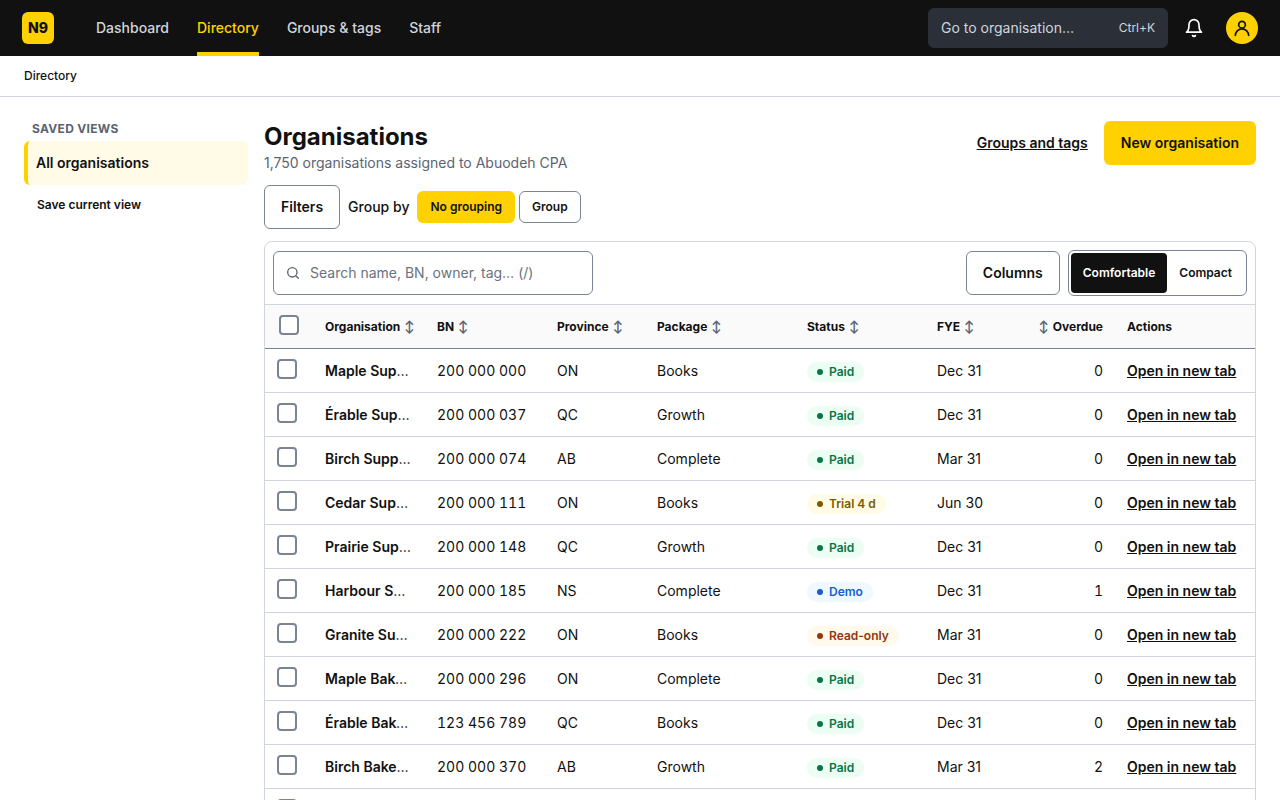 N9 Dashboard Directory Groups & tags Staff Go to organisation... Ctrl+K
Directory
SAVED VIEWS
All organisations
Save current view
Organisations
1,750 organisations assigned to Abuodeh CPA
Groups and tags New organisation
Filters Group by No grouping Group
Search name, BN, owner, tag... (/) Columns Comfortable Compact
Organisation BN Province Package Status FYE Overdue Actions
Maple Sup... 200 000 000 ON Books Paid Dec 31 0 Open in new tab
Érable Sup... 200 000 037 QC Growth Paid Dec 31 0 Open in new tab
Birch Supp... 200 000 074 AB Complete Paid Mar 31 0 Open in new tab
Cedar Sup... 200 000 111 ON Books Trial 4 d Jun 30 0 Open in new tab
Prairie Sup... 200 000 148 QC Growth Paid Dec 31 0 Open in new tab
Harbour S... 200 000 185 NS Complete Demo Dec 31 1 Open in new tab
Granite Su... 200 000 222 ON Books Read-only Mar 31 0 Open in new tab
Maple Bak... 200 000 296 ON Complete Paid Dec 31 0 Open in new tab
Érable Bak... 123 456 789 QC Books Paid Dec 31 0 Open in new tab
Birch Bake... 200 000 370 AB Growth Paid Mar 31 2 Open in new tab